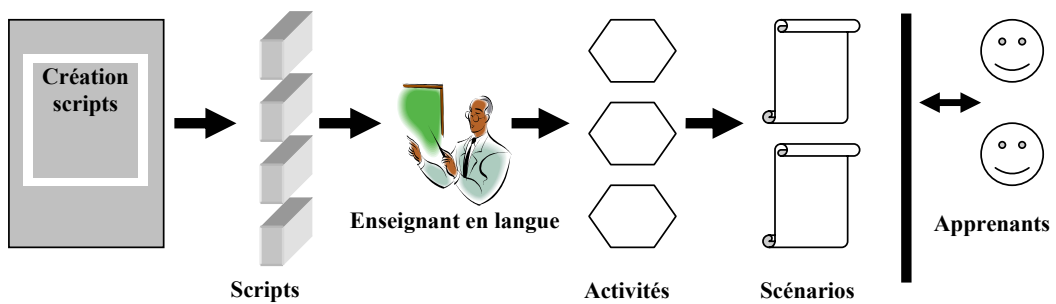 Création
scripts
Enseignant en langue
Apprenants
Scripts
Activités
Scénarios